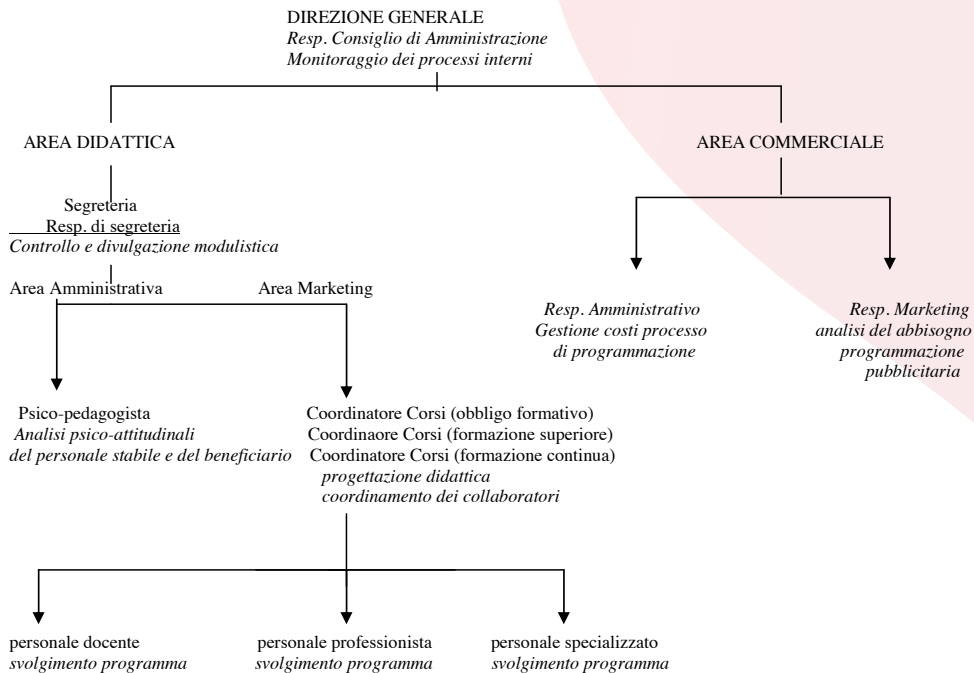 DIREZIONE GENERALE
Resp. Consiglio di Amministrazione
Monitoraggio dei processi interni
AREA DIDATTICA
AREA COMMERCIALE
Segreteria
Resp. di segreteria
Controllo e divulgazione modulistica
Area Amministrativa
Area Marketing
Resp. Amministrativo
Gestione costi processo
di programmazione
Resp. Marketing
analisi del abbisogno
programmazione
pubblicitaria
Psico-pedagogista
Analisi psico-attitudinali
del personale stabile e del beneficiario
Coordinatore Corsi (obbligo formativo)
Coordinaore Corsi (formazione superiore)
Coordinatore Corsi (formazione continua)
progettazione didattica
coordinamento dei collaboratori
personale docente
svolgimento programma
personale professionista
svolgimento programma
personale specializzato
svolgimento programma